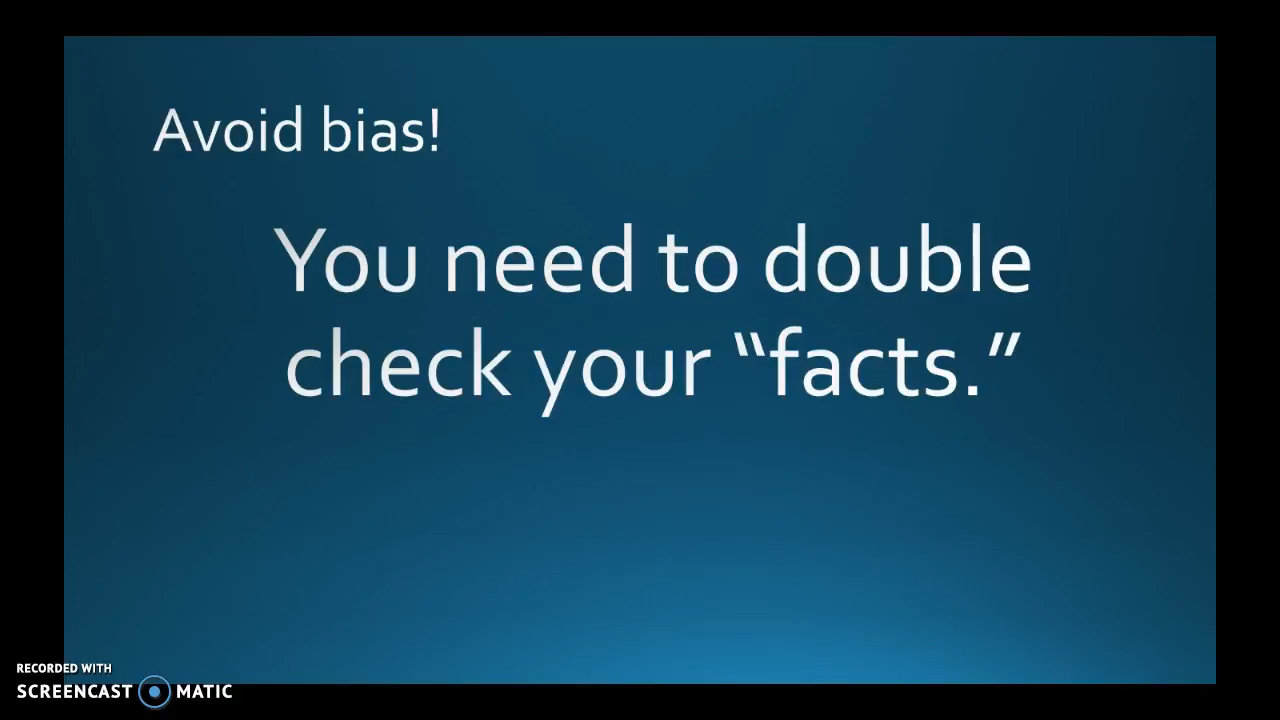 Avoid bias!
You need to double
check your “facts.”
RECORDED WITH
SCREENCAST MATIC